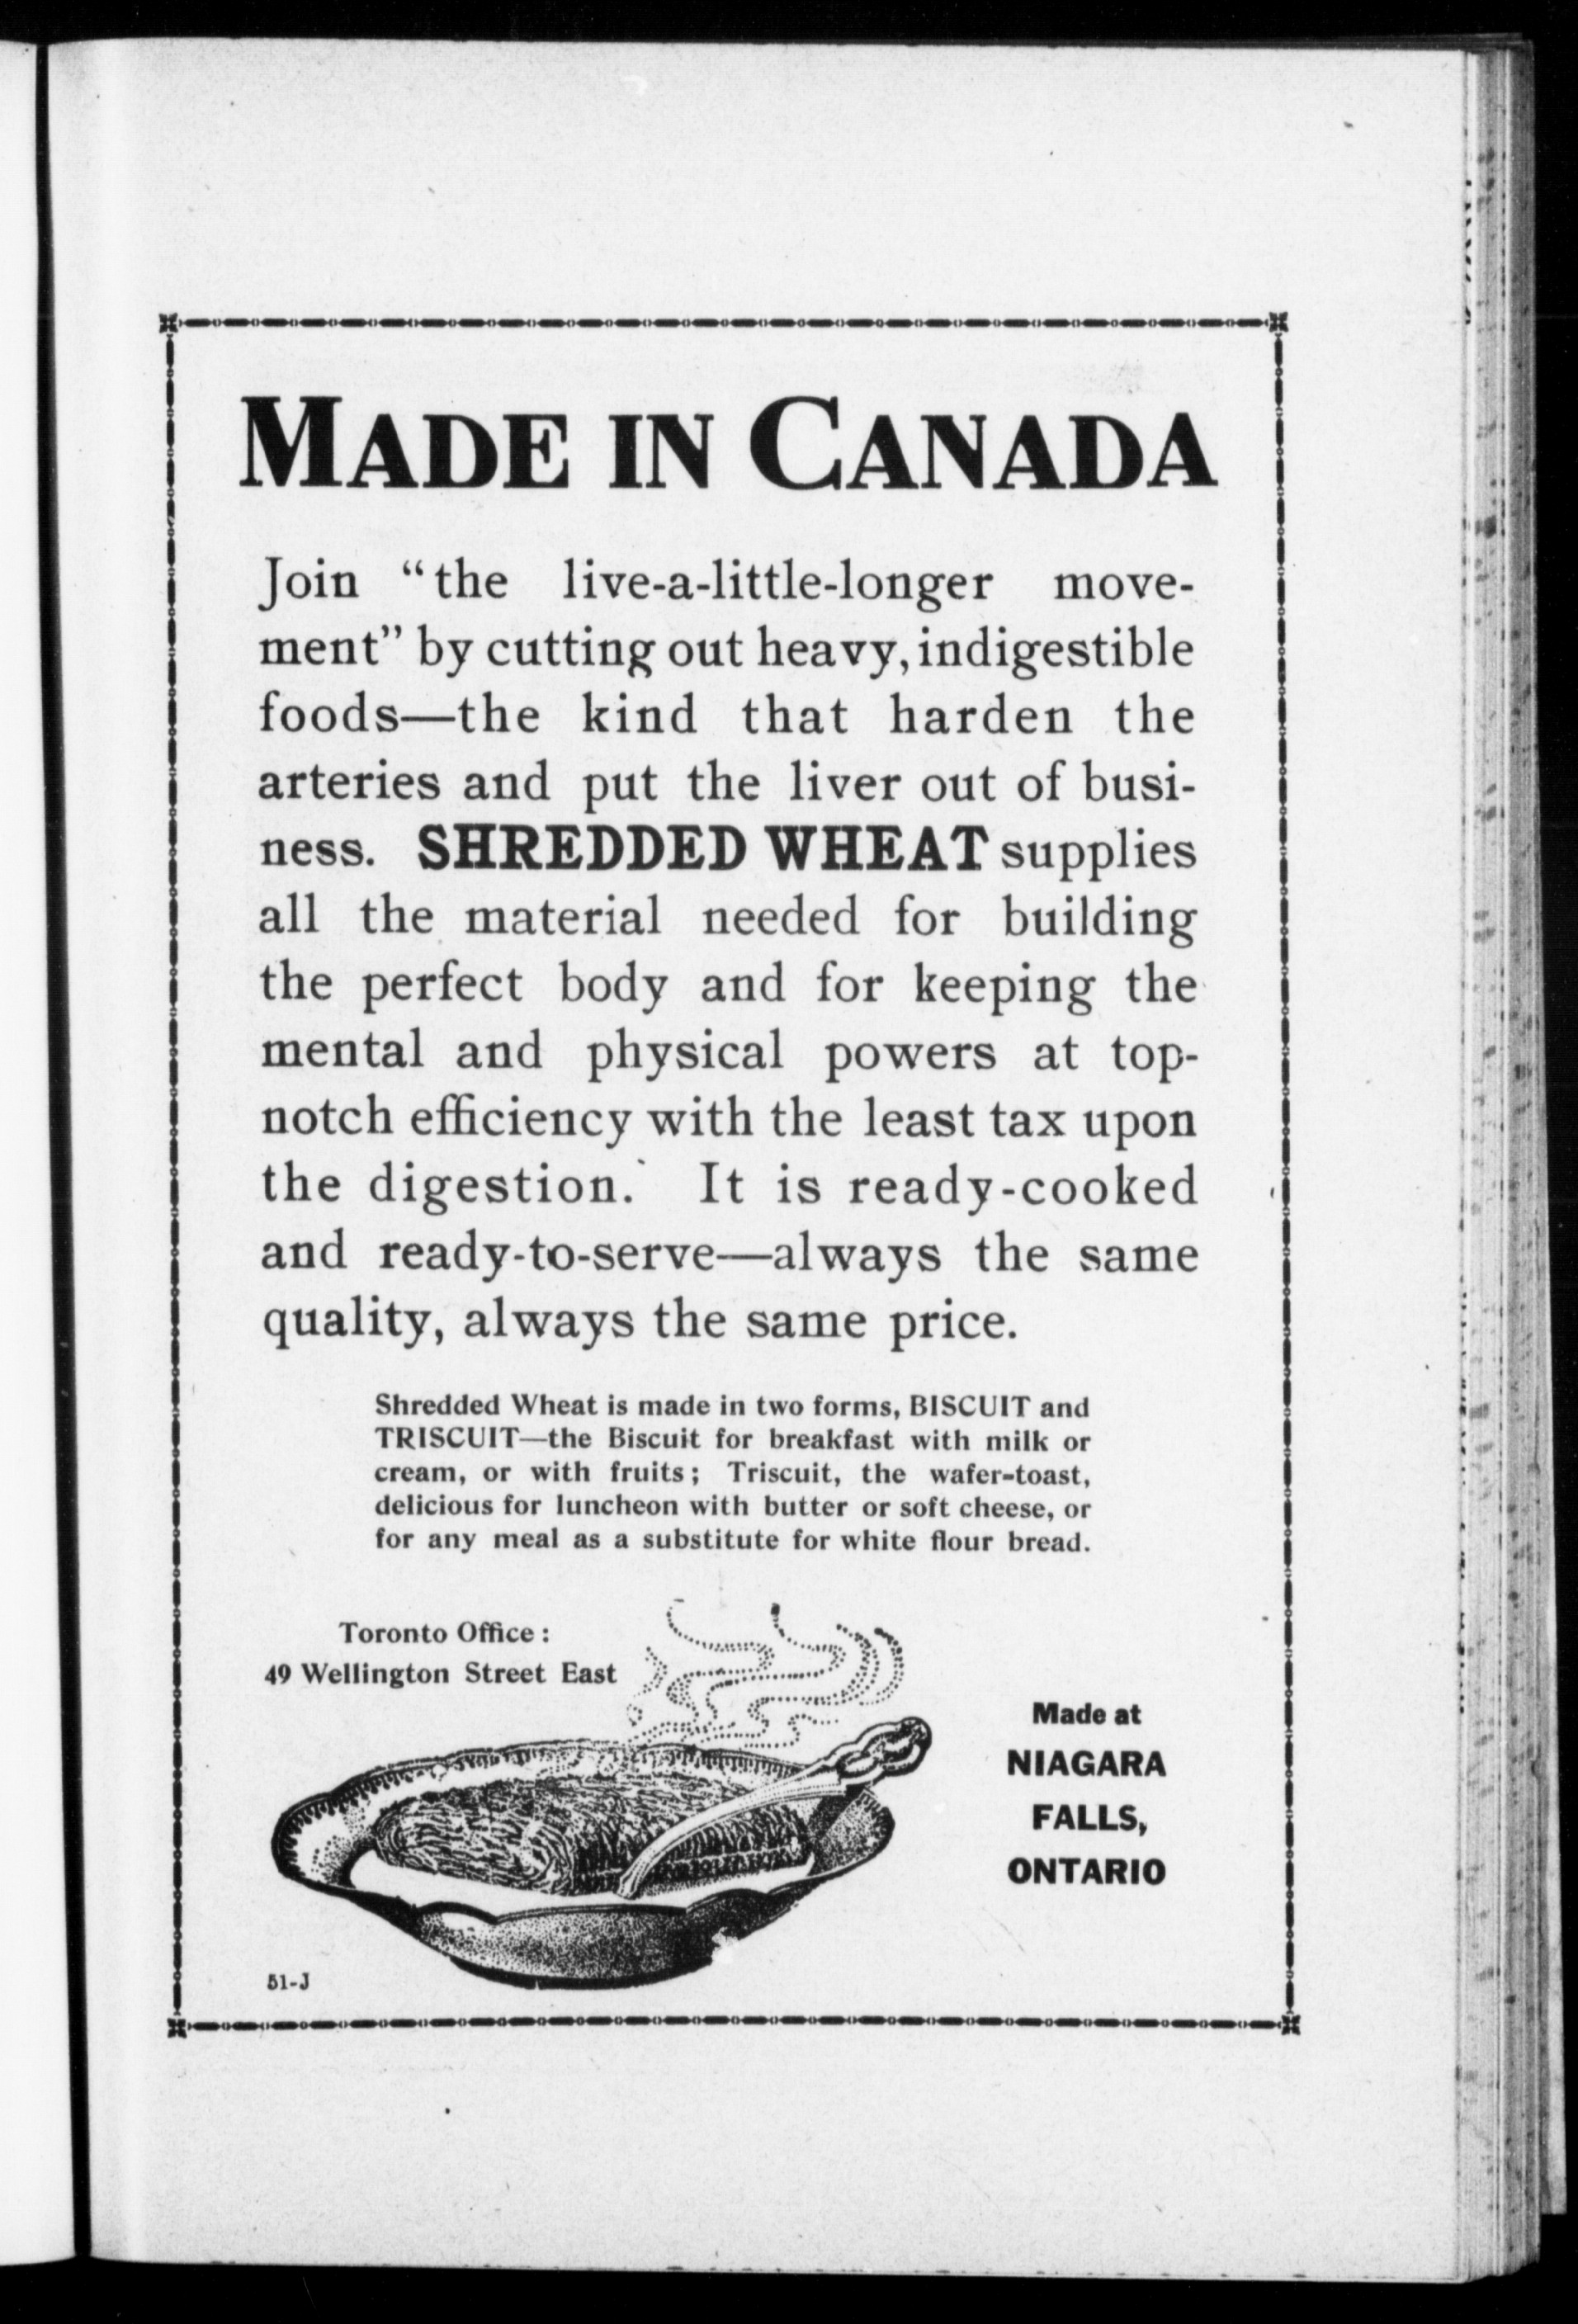 MADE IN CANADA
Join “the live-a-little-longer move-
ment” by cutting out heavy, indigestible
foods—the kind that harden the
arteries and put the liver out of busi-
ness. SHREDDED WHEAT supplies
all the material needed for building
the perfect body and for keeping the
mental and physical powers at top-
notch efficiency with the least tax upon
the digestion. It is ready-cooked
and ready-to-serve—always the same
quality, always the same price.
Shredded Wheat is made in two forms, BISCUIT and
TRISCUIT—the Biscuit for breakfast with milk or
cream, or with fruits; Triscuit, the wafer-toast,
delicious for luncheon with butter or soft cheese, or
for any meal as a substitute for white flour bread.
Toronto Office:
49 Wellington Street East
Made at
NIAGARA
FALLS,
ONTARIO
51-J